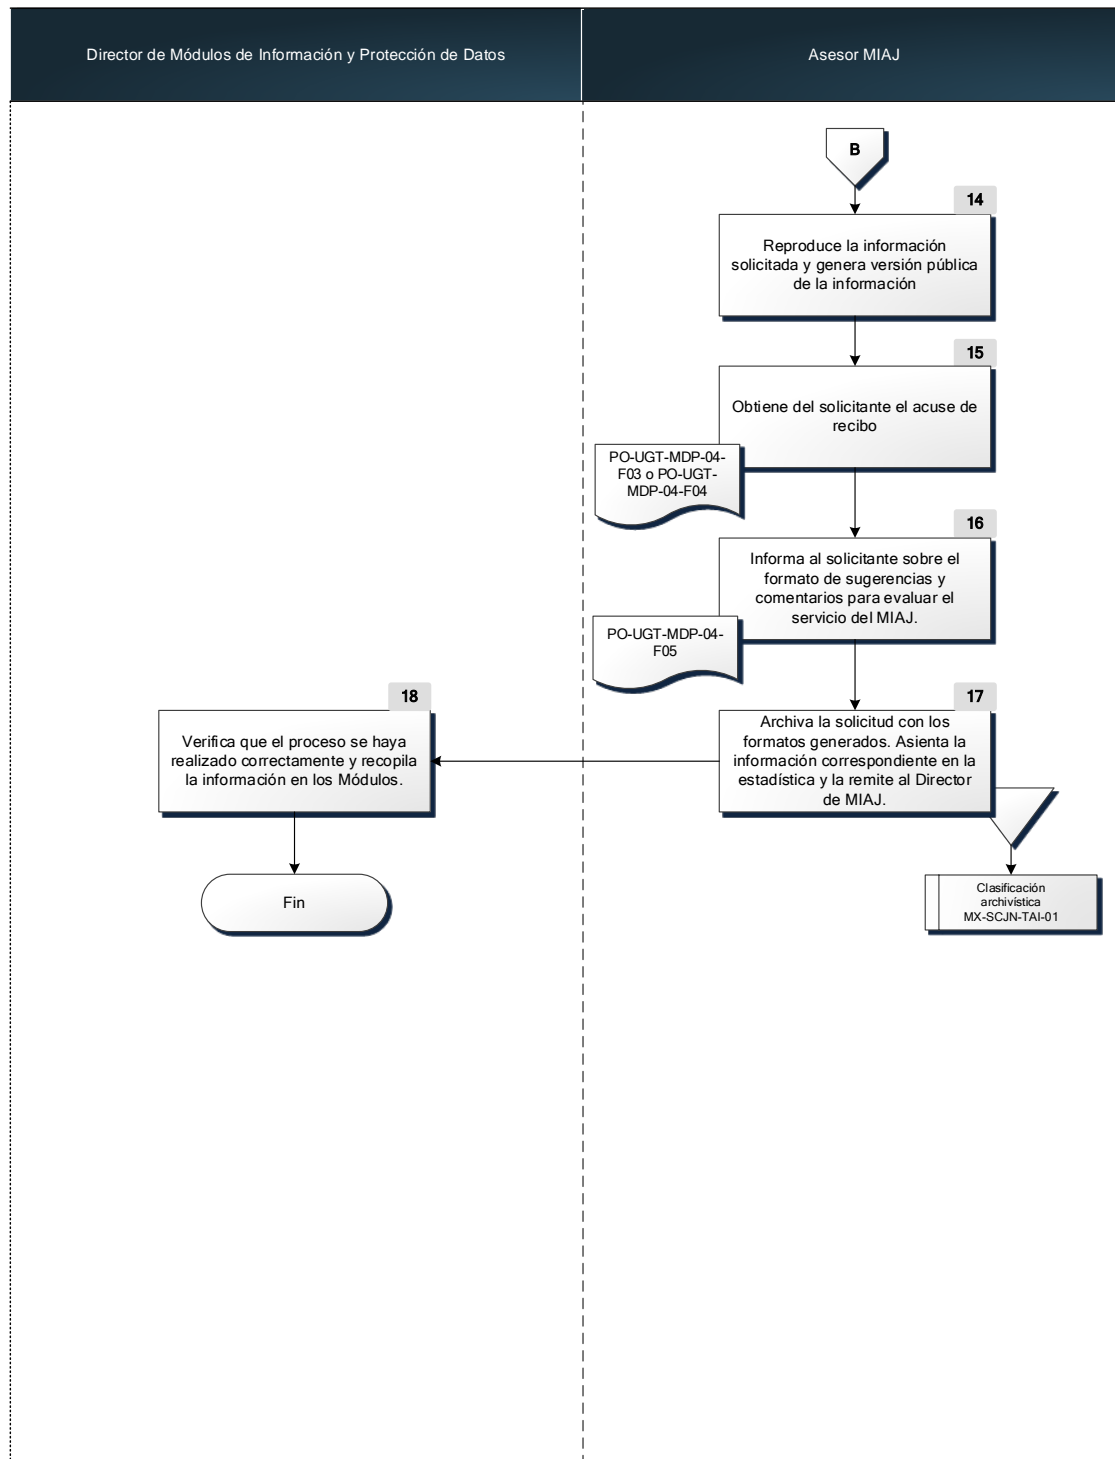 Director de Módulos de Información y Protección de Datos
Asesor MIAJ
B
14
Reproduce la información
solicitada y genera versión pública
de la información
15
Obtiene del solicitante el acuse de
recibo
PO-UGT-MDP-04-
F03 o PO-UGT-
MDP-04-F04
16
Informa al solicitante sobre el
formato de sugerencias y
comentarios para evaluar el
servicio del MIAJ.
PO-UGT-MDP-04-
F05
17
Archiva la solicitud con los
formatos generados. Asienta la
información correspondiente en la
estadística y la remite al Director
de MIAJ.
18
Verifica que el proceso se haya
realizado correctamente y recopila
la información en los Módulos.
Fin
Clasificación
archivística
MX-SCJN-TAI-01